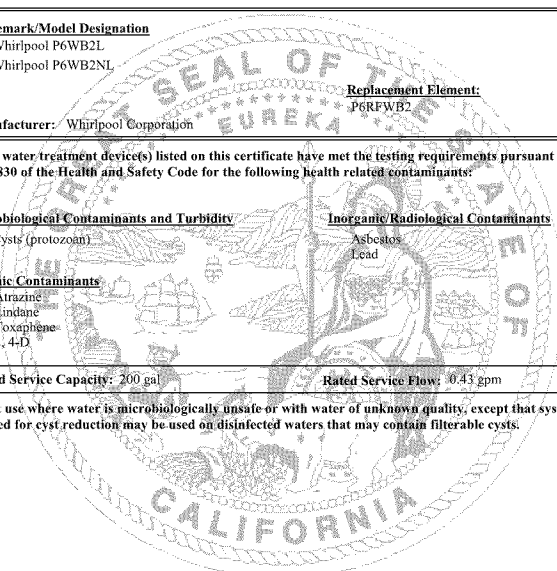 emark/Model Designation
Whirlpool P6WB2L
Whirlpool P6WB2NL
Replacement Element:
P6RFWB2
ufacturer: Whirlpool Corporation
water treatment device(s) listed on this certificate have met the testing requirements pursuant
830 of the Health and Safety Code for the following health related contaminants:
obiological Contaminants and Turbidity
Inorganic/Radiological Contaminants
ysts (protozoan)
Asbestos
Lead
nic Contaminants
Atrazine
Lindane
Toxaphene
, 4-D
d Service Capacity: 200 gal
Rated Service Flow: 0.43 gpm
use where water is microbiologically unsafe or with water of unknown quality, except that sys
ed for cyst reduction may be used on disinfected waters that may contain filterable cysts.
THE GREAT SEAL OF THE STATE OF
EUREKA
CALIFORNIA